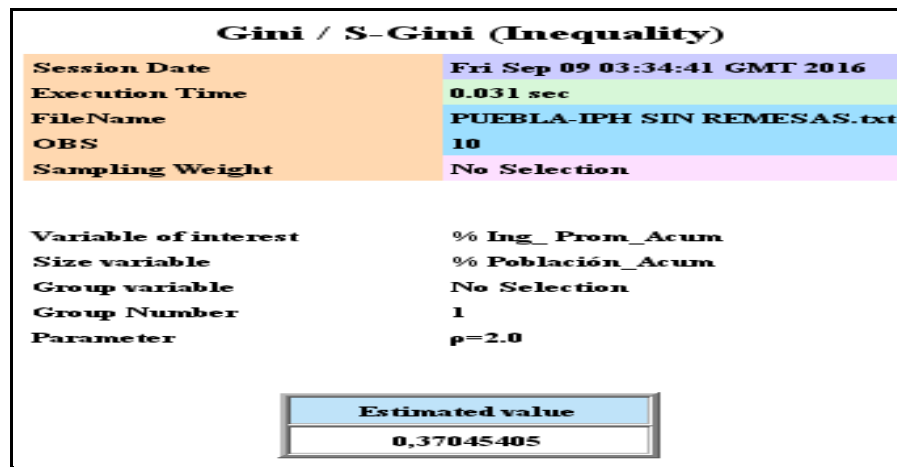 Gini / S-Gini (Inequality)
Session Date Fri Sep 09 03:34:41 GMT 2016
Execution Time 0.031 sec
FileName PUEBLA-IPH SIN REMESAS.txt
OBS 10
Sampling Weight No Selection
Variable of interest % Ing_ Prom_Acum
Size variable % Población_Acum
Group variable No Selection
Group Number 1
Parameter ρ=2.0
Estimated value
0,37045405